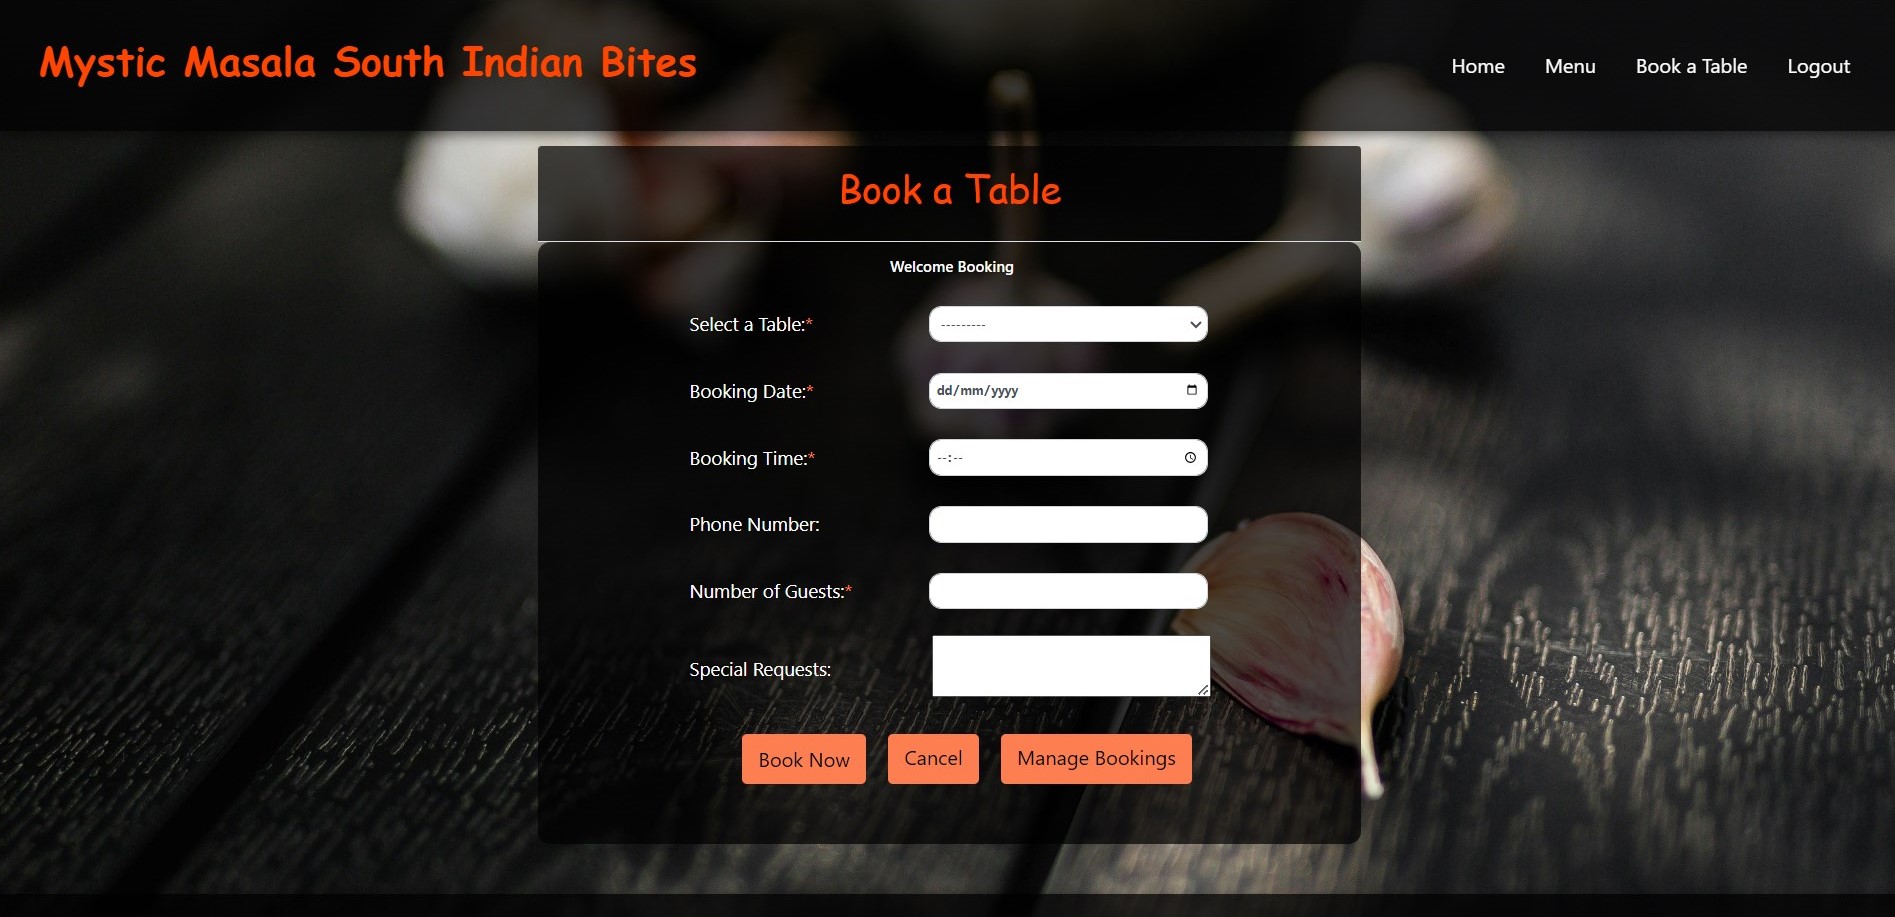 Mystic Masala South Indian Bites
Home Menu Book a Table Logout
Book a Table
Welcome Booking
Select a Table:* ---------
Booking Date:* dd/mm/yyyy
Booking Time:* --:--
Phone Number:
Number of Guests:*
Special Requests:
Book Now Cancel Manage Bookings